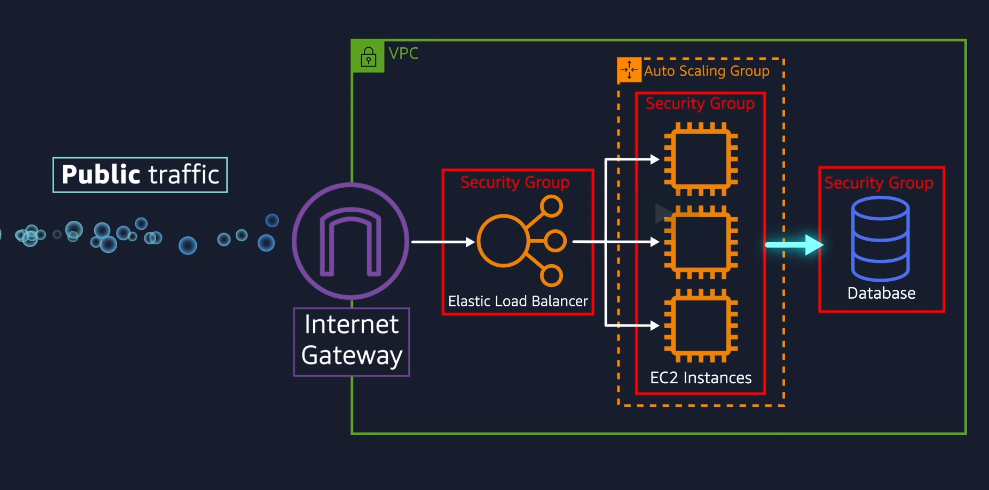 VPC
Auto Scaling Group
Security Group
Public traffic
Security Group
Security Group
Elastic Load Balancer
Database
Internet
Gateway
EC2 Instances